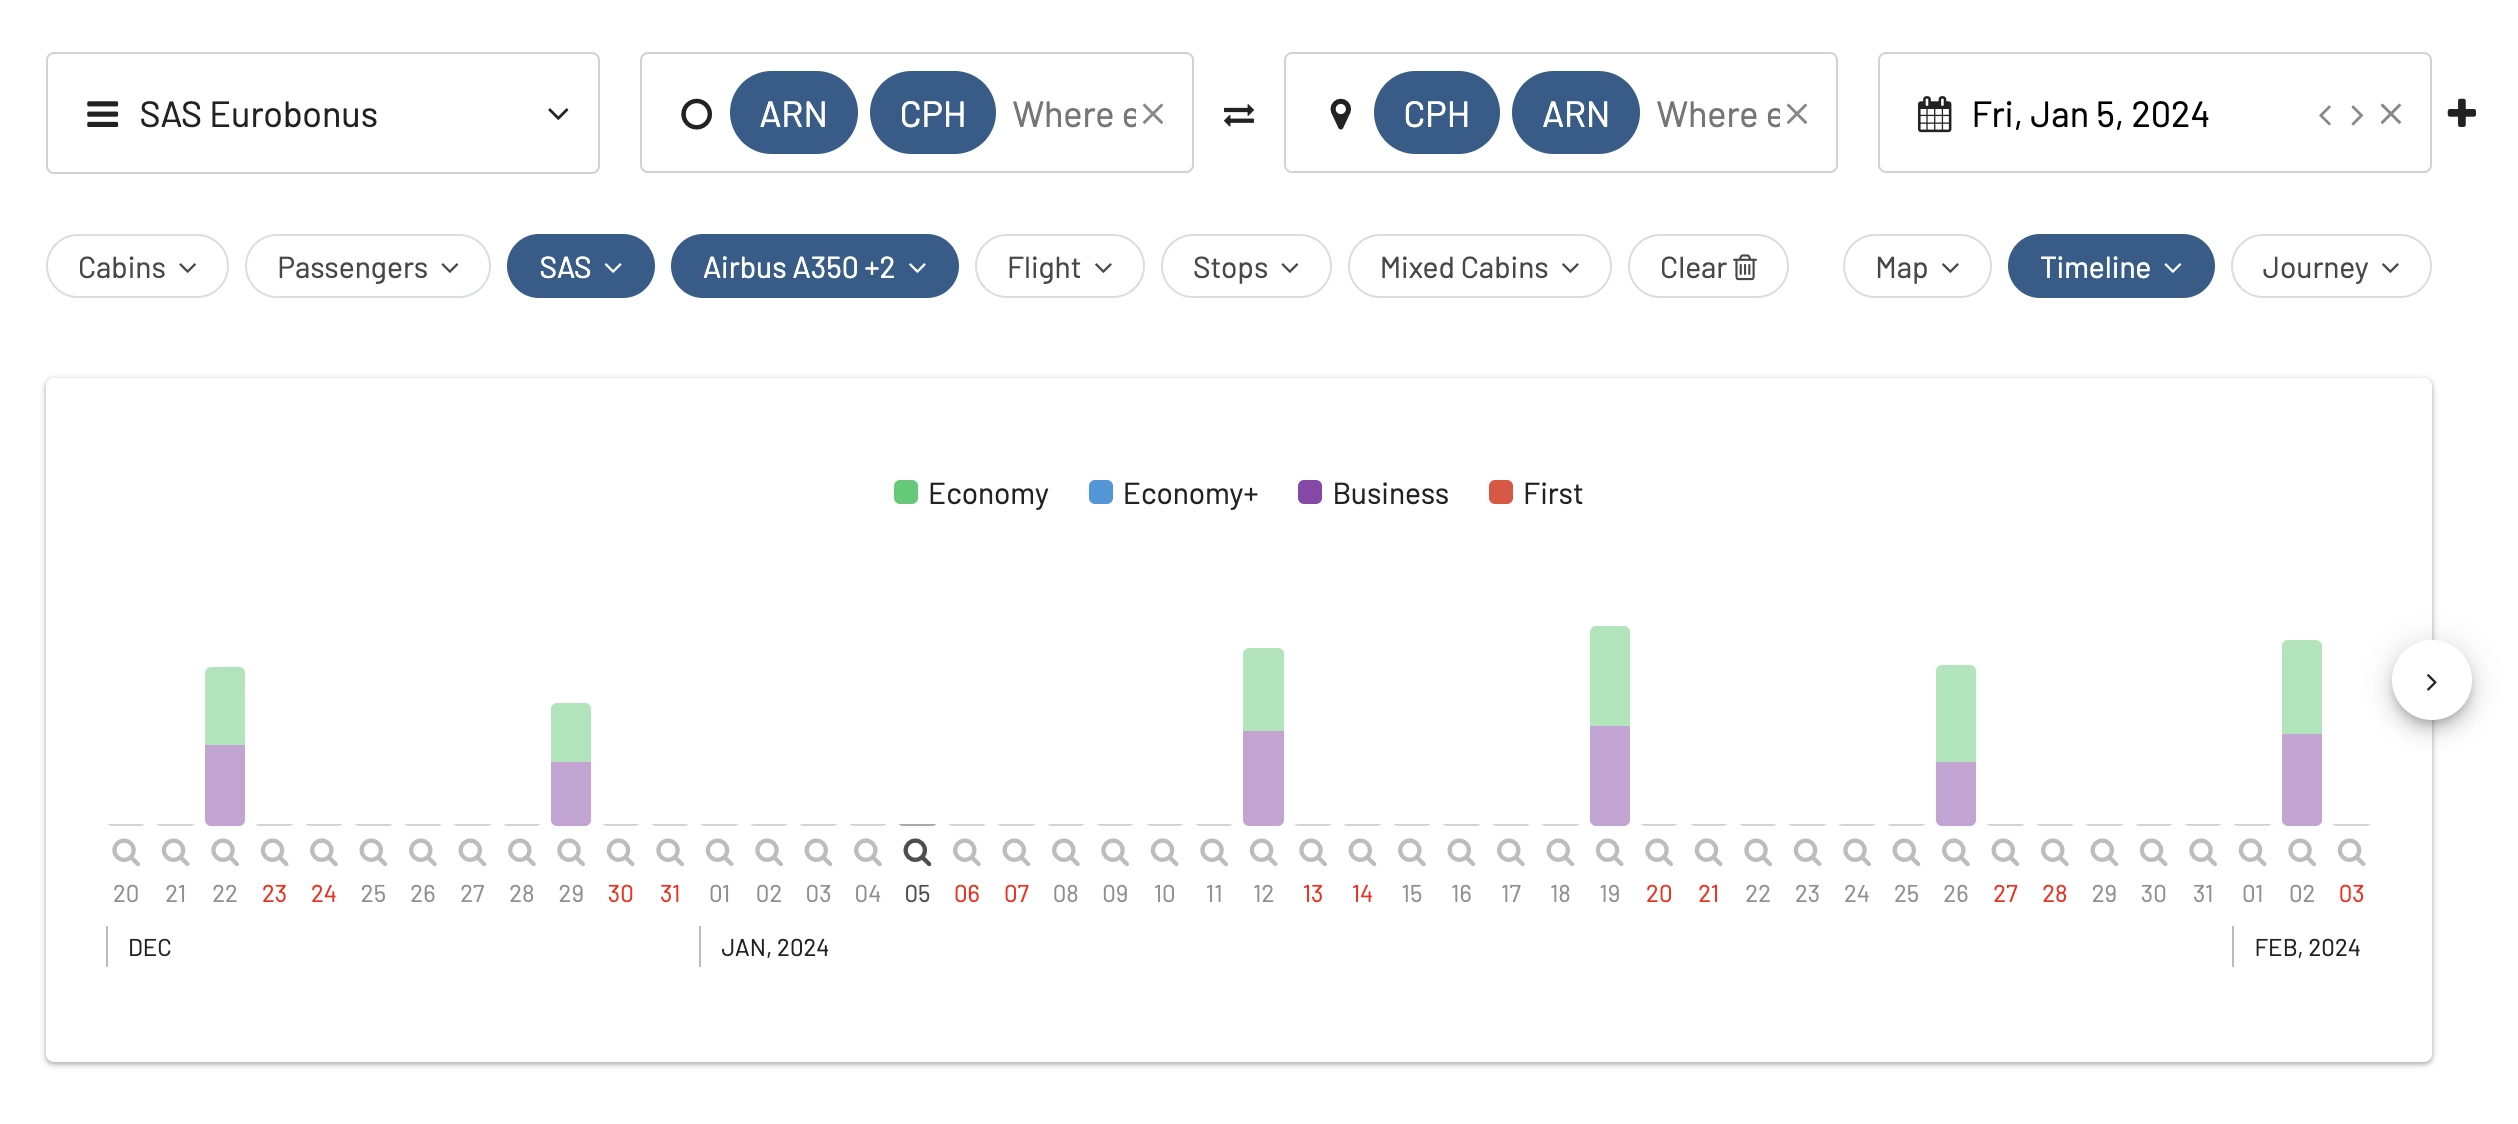 SAS Eurobonus ARN CPH Where e CPH ARN Where e Fri, Jan 5, 2024
Cabins Passengers SAS Airbus A350 +2 Flight Stops Mixed Cabins Clear Map Timeline Journey
Economy Economy+ Business First
20 21 22 23 24 25 26 27 28 29 30 31 01 02 03 04 05 06 07 08 09 10 11 12 13 14 15 16 17 18 19 20 21 22 23 24 25 26 27 28 29 30 31 01 02 03
DEC JAN, 2024 FEB, 2024